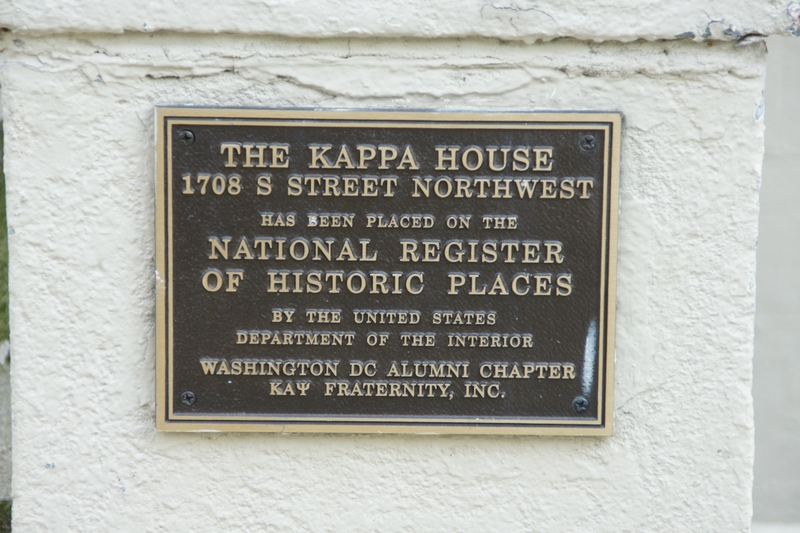 THE KAPPA HOUSE
1708 S STREET NORTHWEST
HAS BEEN PLACED ON THE
NATIONAL REGISTER
OF HISTORIC PLACES
BY THE UNITED STATES
DEPARTMENT OF THE INTERIOR
WASHINGTON DC ALUMNI CHAPTER
ΚΑΨ FRATERNITY, INC.